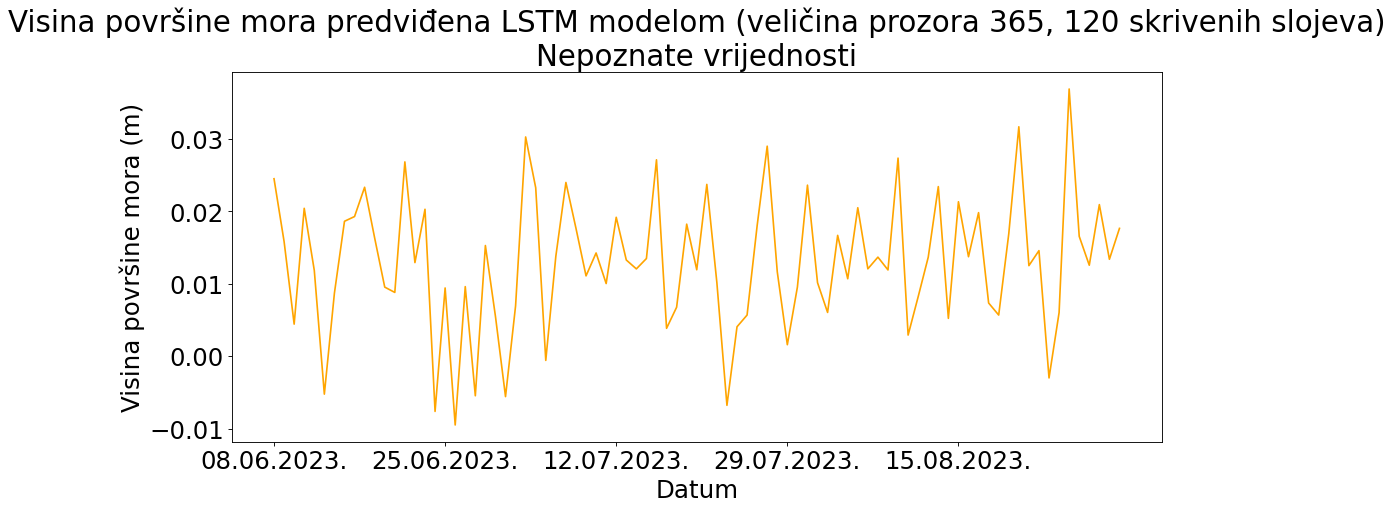 Visina površine mora predviđena LSTM modelom (veličina prozora 365, 120 skrivenih slojeva)
Nepoznate vrijednosti
Visina površine mora (m)
0.03
0.02
0.01
0.00
−0.01
08.06.2023. 25.06.2023. 12.07.2023. 29.07.2023. 15.08.2023.
Datum